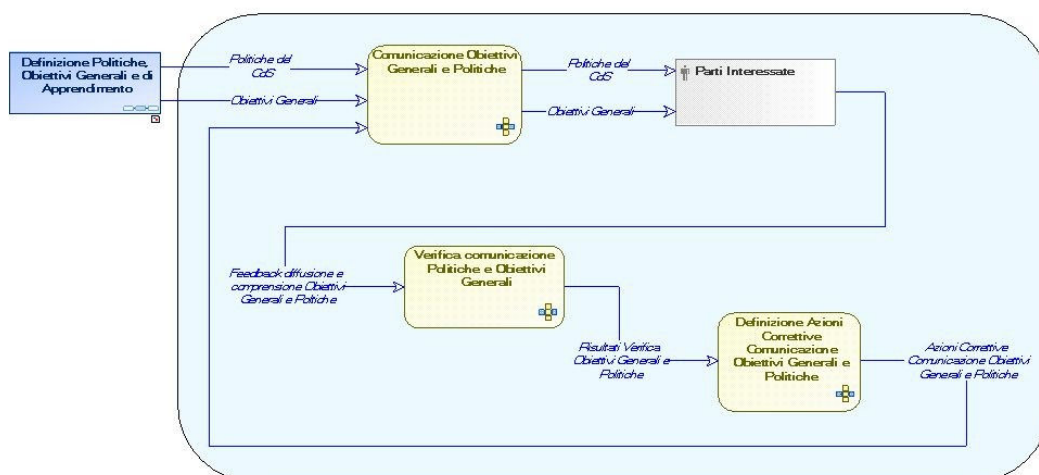 Definizione Politiche,
Obiettivi Generali e di
Apprendimento
Politiche del
CdS
Obiettivi Generali
Comunicazione Obiettivi
Generali e Politiche
Politiche del
CdS
Obiettivi Generali
Parti Interessate
Feedback diffusione e
comprensione Obiettivi
Generali e Politiche
Verifica comunicazione
Politiche e Obiettivi
Generali
Risultati Verifica
Obiettivi Generali e
Politiche
Definizione Azioni
Correttive
Comunicazione
Obiettivi Generali e
Politiche
Azioni Correttive
Comunicazione Obiettivi
Generali e Politiche